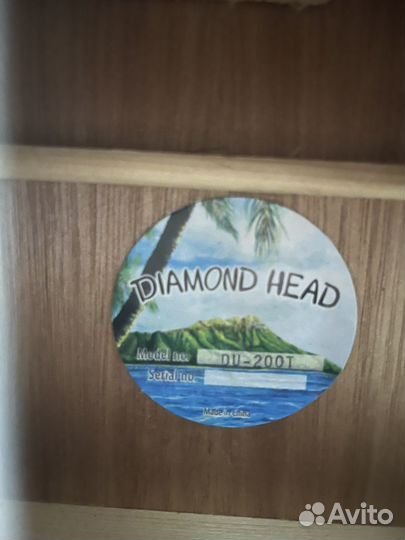 DIAMOND HEAD
Model no. DU-200T
Serial no.
Made in China
Avito